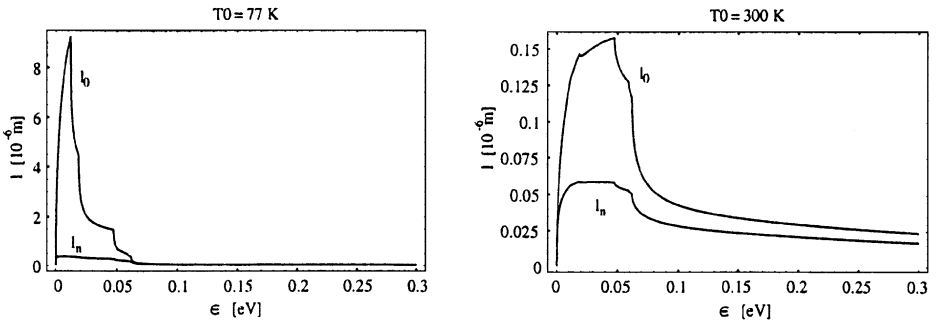 T0 = 77 K
8
6
4
2
0
l [10⁻⁶m]
l₀
lₙ
0 0.05 0.1 0.15 0.2 0.25 0.3
ϵ [eV]
T0 = 300 K
0.15
0.125
0.1
0.075
0.05
0.025
0
l [10⁻⁶m]
l₀
lₙ
0 0.05 0.1 0.15 0.2 0.25 0.3
ϵ [eV]